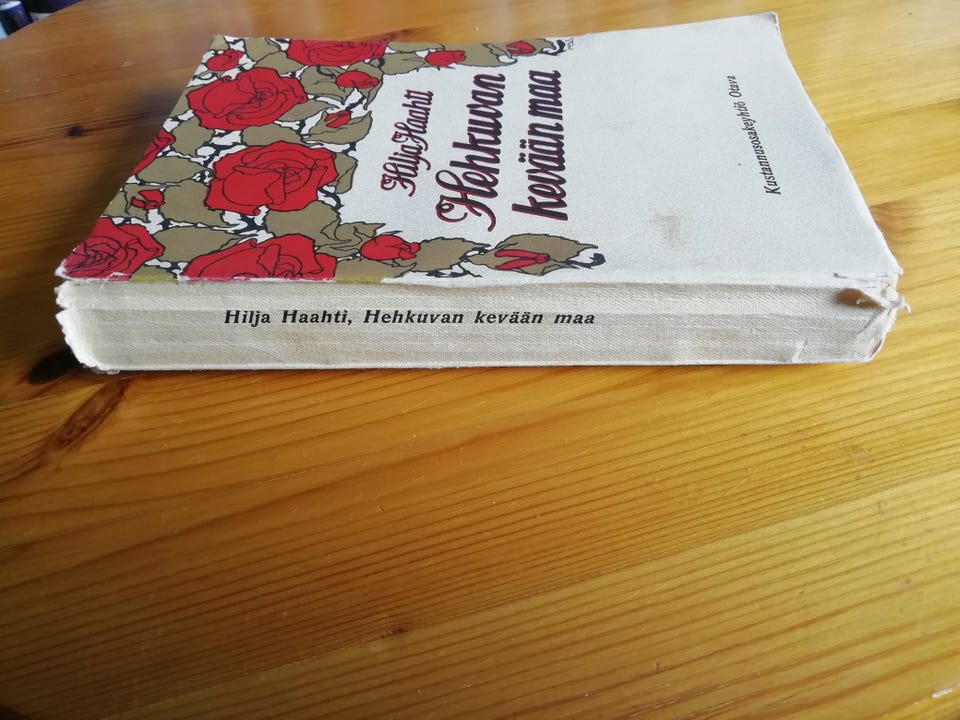 Hilja Haahti
Hehkuvan
kevään maa
Kustannusosakeyhtiö Otava
Hilja Haahti, Hehkuvan kevään maa